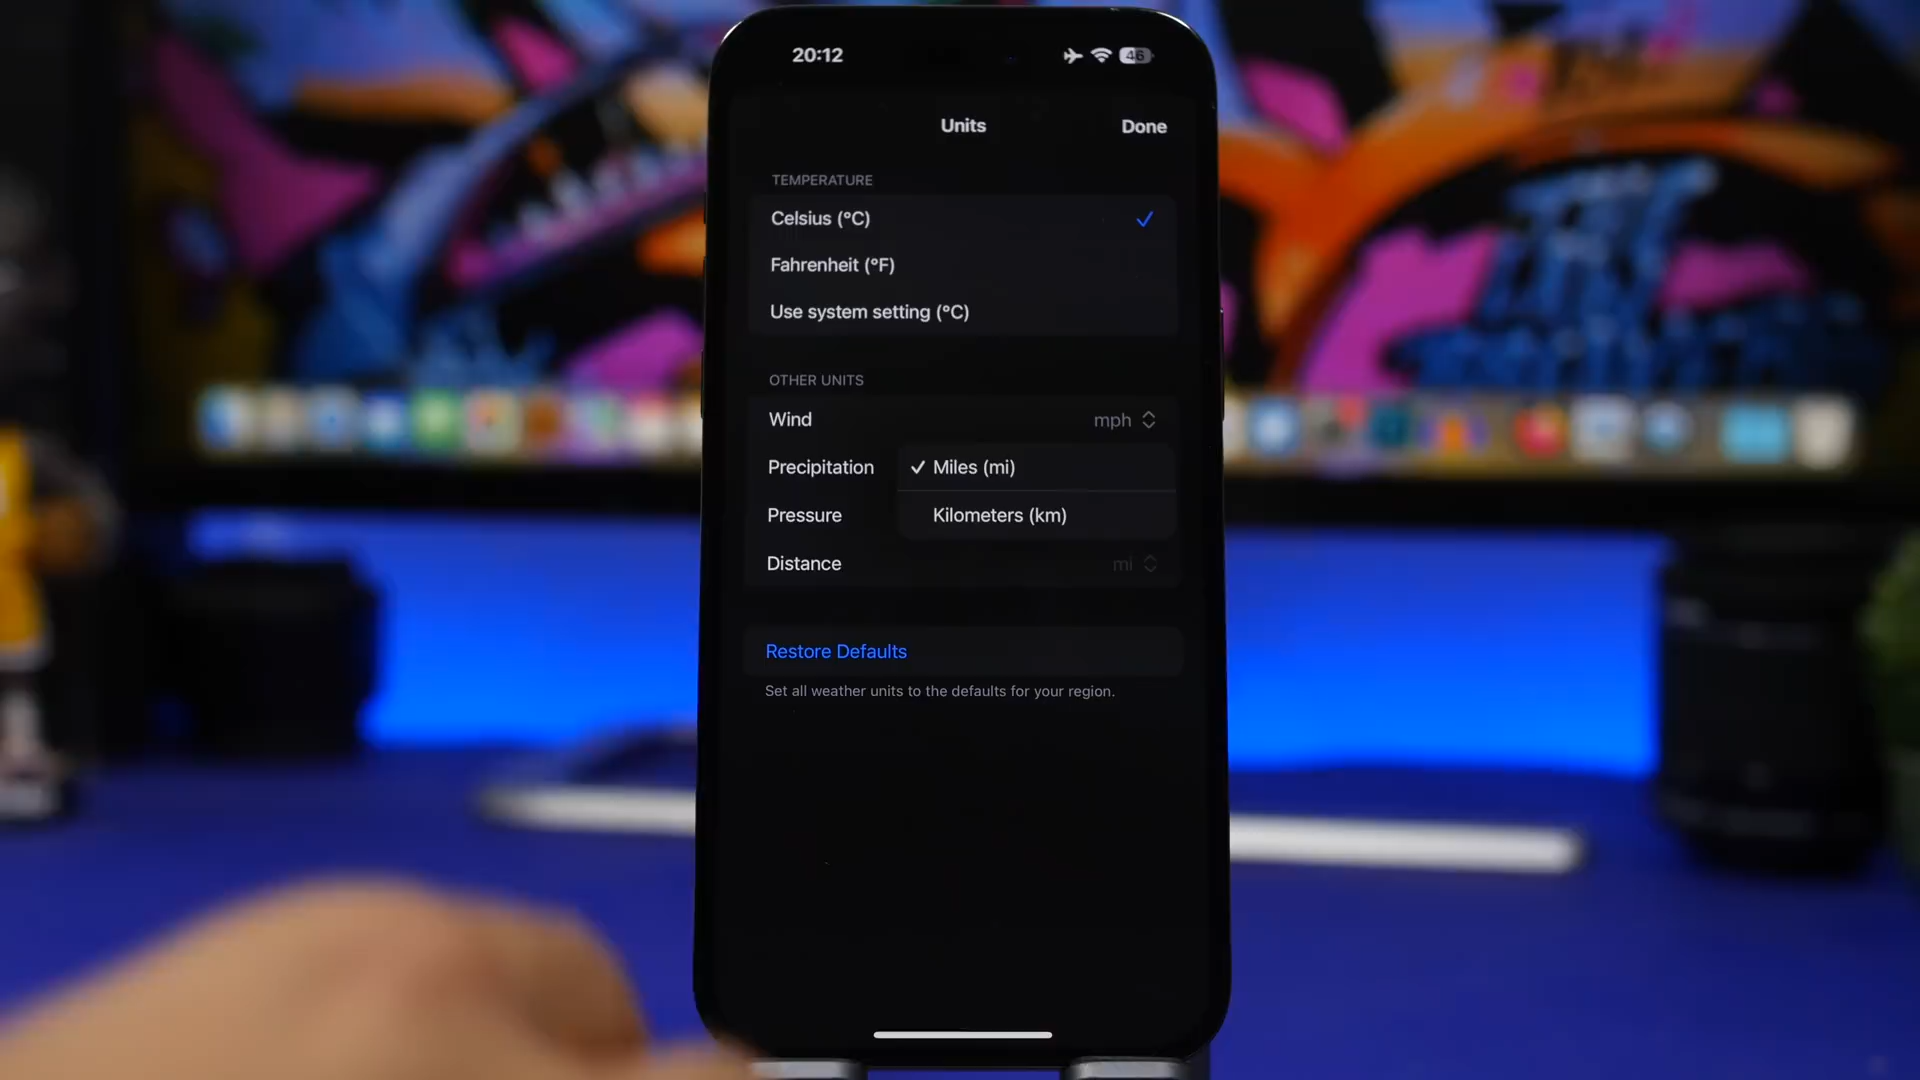 20:12
46
Units
Done
TEMPERATURE
Celsius (°C)
Fahrenheit (°F)
Use system setting (°C)
OTHER UNITS
Wind
mph
Precipitation
✓ Miles (mi)
Pressure
Kilometers (km)
Distance
mi
Restore Defaults
Set all weather units to the defaults for your region.